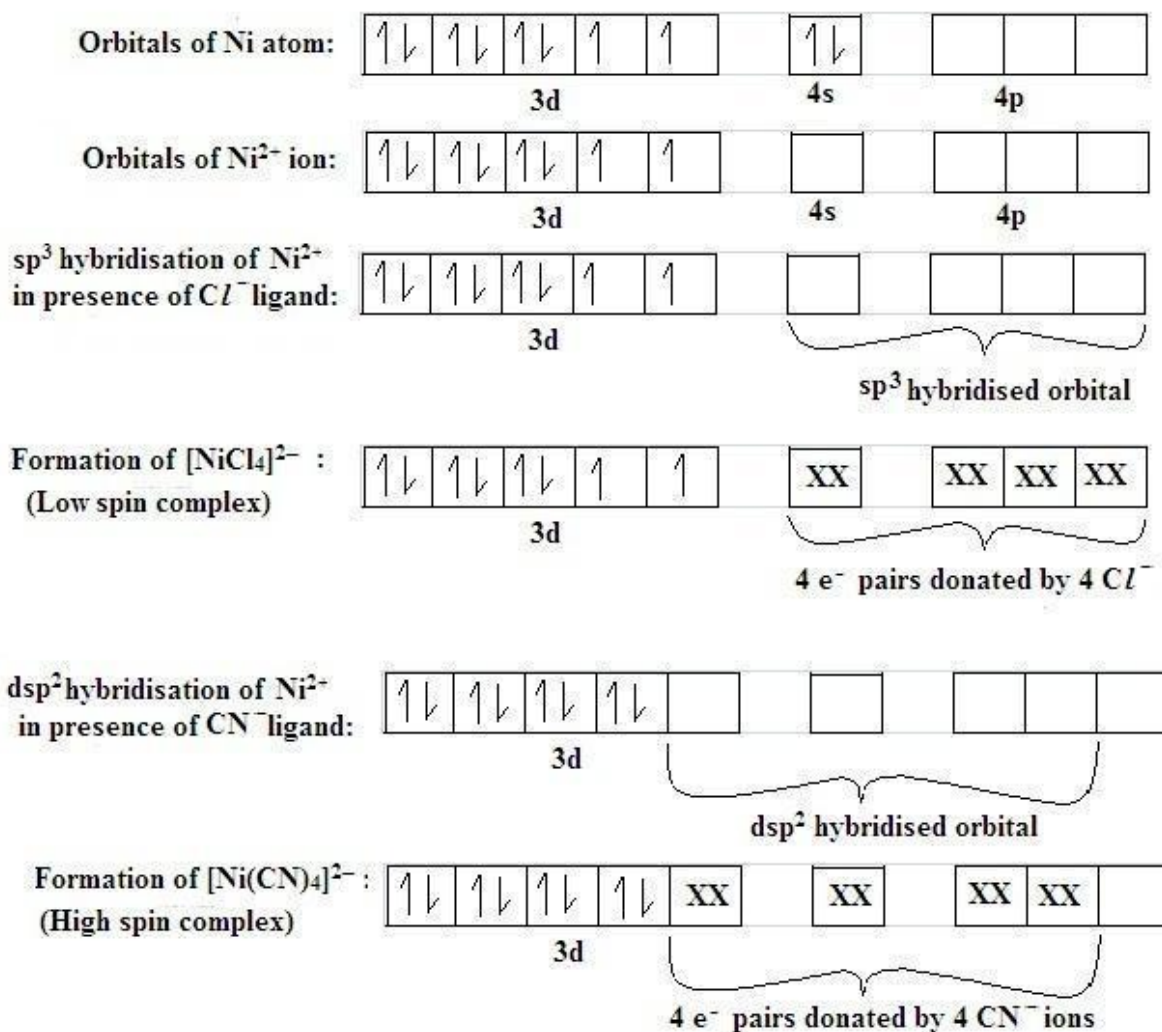 Orbitals of Ni atom:
3d 4s 4p
Orbitals of Ni²⁺ ion:
3d 4s 4p
sp³ hybridisation of Ni²⁺
in presence of Cl⁻ ligand:
3d
sp³ hybridised orbital
Formation of [NiCl₄]²⁻ :
(Low spin complex)
XX XX XX XX
3d
4 e⁻ pairs donated by 4 Cl⁻
dsp² hybridisation of Ni²⁺
in presence of CN⁻ ligand:
3d
dsp² hybridised orbital
Formation of [Ni(CN)₄]²⁻ :
(High spin complex)
XX XX XX XX
3d
4 e⁻ pairs donated by 4 CN⁻ ions